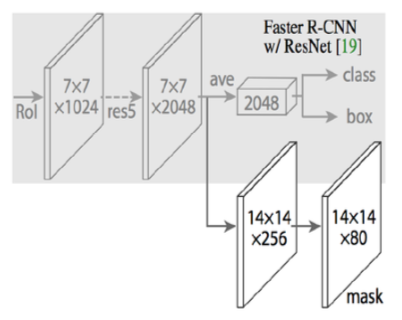 Faster R-CNN
w/ ResNet [19]
RoI
7×7
×1024
res5
7×7
×2048
ave
2048
class
box
14×14
×256
14×14
×80
mask